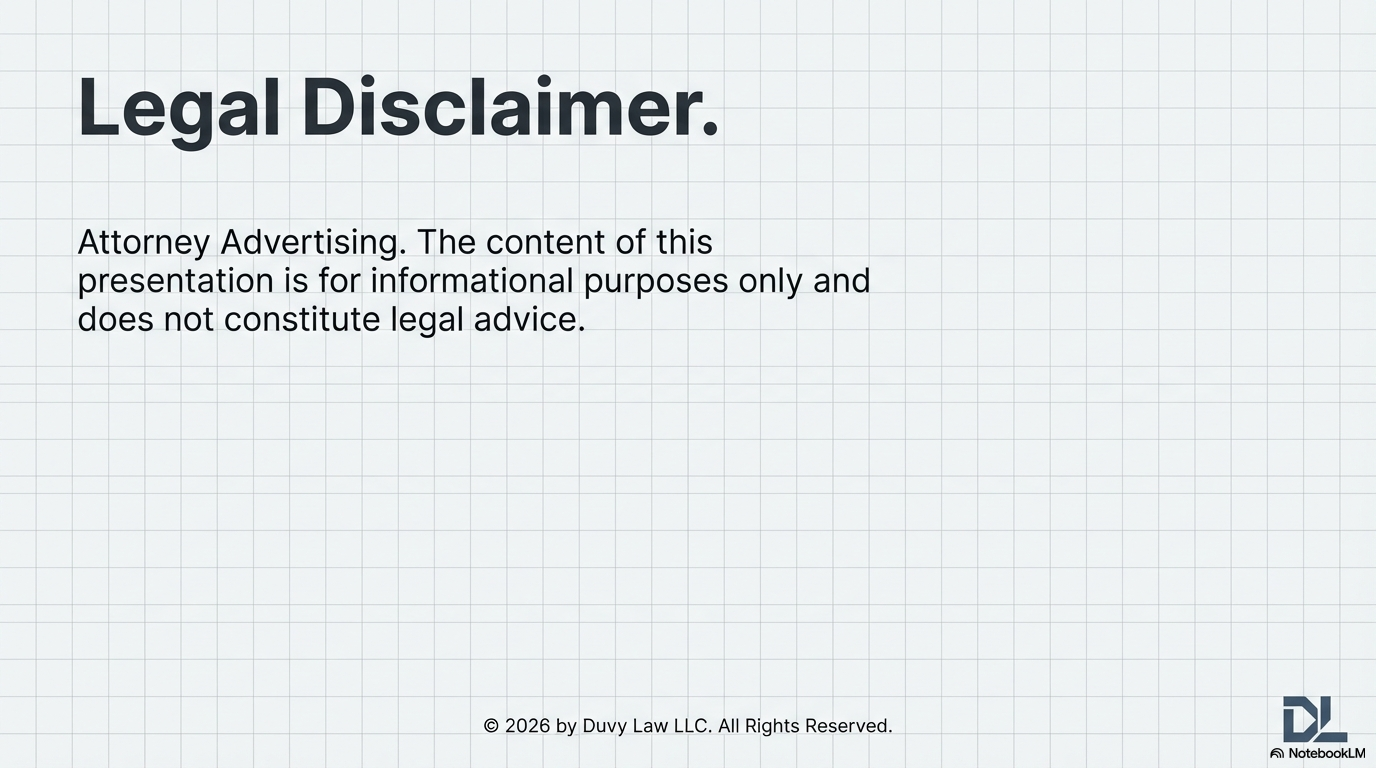 Legal Disclaimer.
Attorney Advertising. The content of this
presentation is for informational purposes only and
does not constitute legal advice.
© 2026 by Duvy Law LLC. All Rights Reserved.
DL
NotebookLM